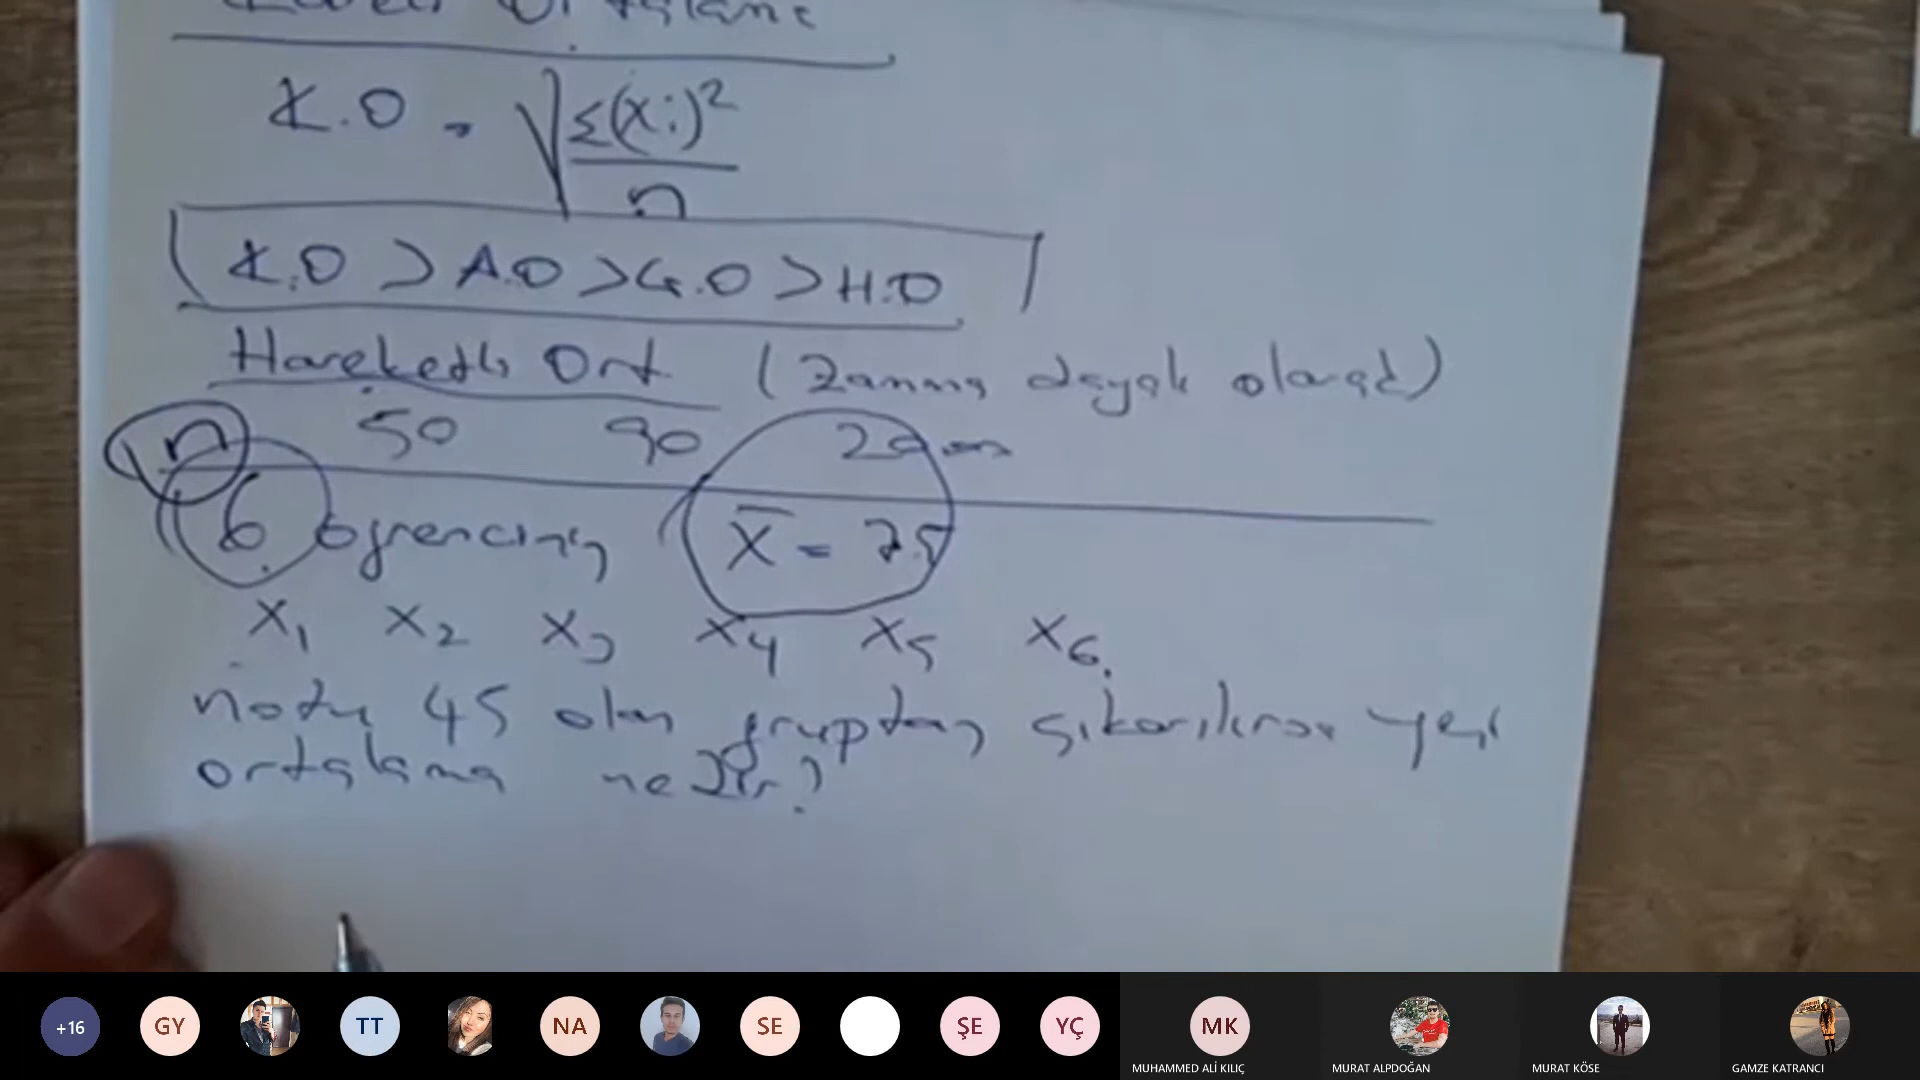 K.O = √Σ(xi)²
n
K.O > A.O > G.O > H.O
Hareketli Ort (Zamana dayalı olarak)
n 50 90
6 öğrencinin X̄ = 75
X1 X2 X3 X4 X5 X6
notu 45 olan gruptan çıkarılırsa yeni
ortalama nedir?
+16 GY TT NA SE ŞE YÇ MK
MUHAMMED ALİ KILIÇ MURAT ALPDOĞAN MURAT KÖSE GAMZE KATRANCI